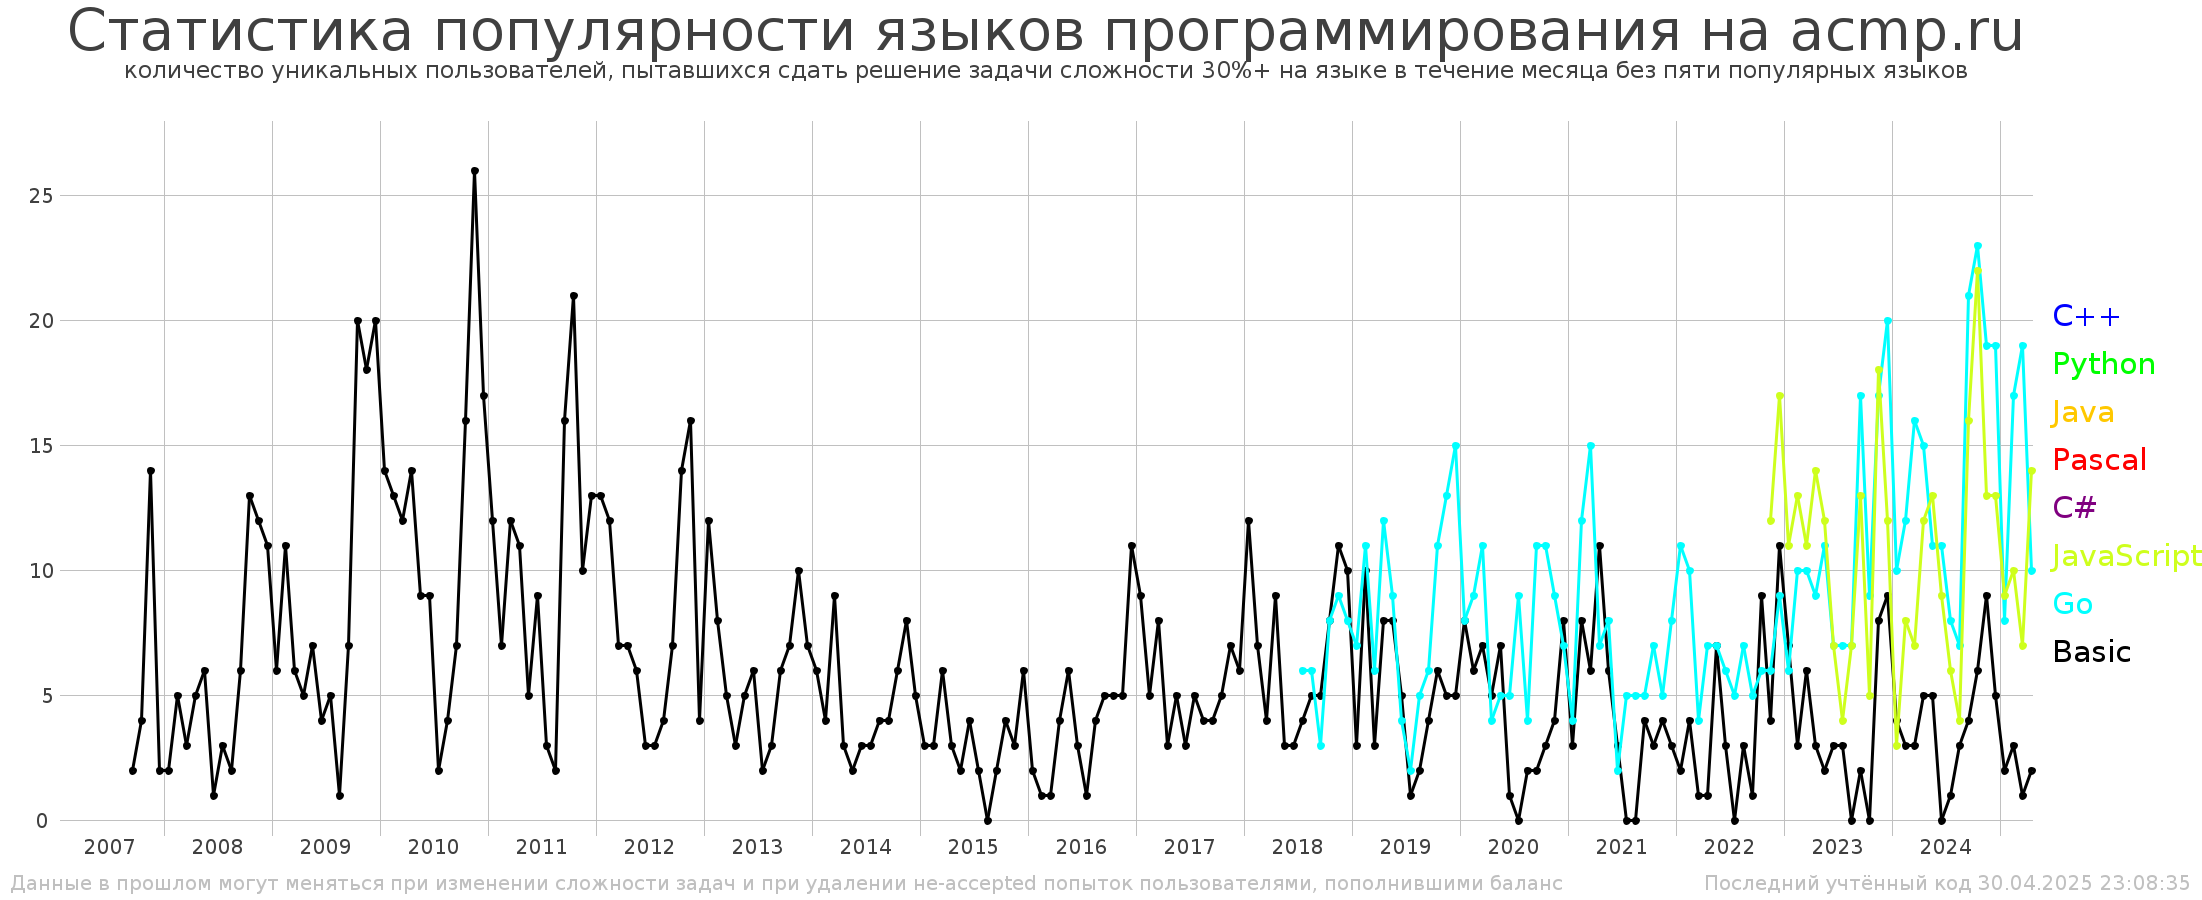 Статистика популярности языков программирования на acmp.ru
количество уникальных пользователей, пытавшихся сдать решение задачи сложности 30%+ на языке в течение месяца без пяти популярных языков
25
20
15
10
5
0
C++
Python
Java
Pascal
C#
JavaScript
Go
Basic
2007 2008 2009 2010 2011 2012 2013 2014 2015 2016 2017 2018 2019 2020 2021 2022 2023 2024
Данные в прошлом могут меняться при изменении сложности задач и при удалении не-accepted попыток пользователями, пополнившими баланс
Последний учтённый код 30.04.2025 23:08:35